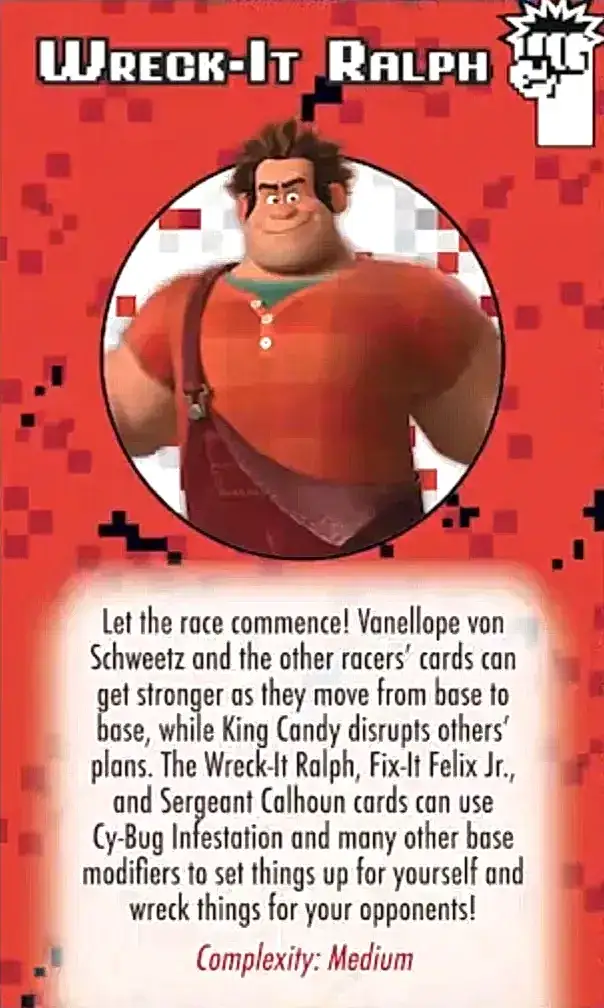 Wreck-It Ralph
Let the race commence! Vanellope von
Schweetz and the other racers' cards can
get stronger as they move from base to
base, while King Candy disrupts others'
plans. The Wreck-It Ralph, Fix-It Felix Jr.,
and Sergeant Calhoun cards can use
Cy-Bug Infestation and many other base
modifiers to set things up for yourself and
wreck things for your opponents!
Complexity: Medium